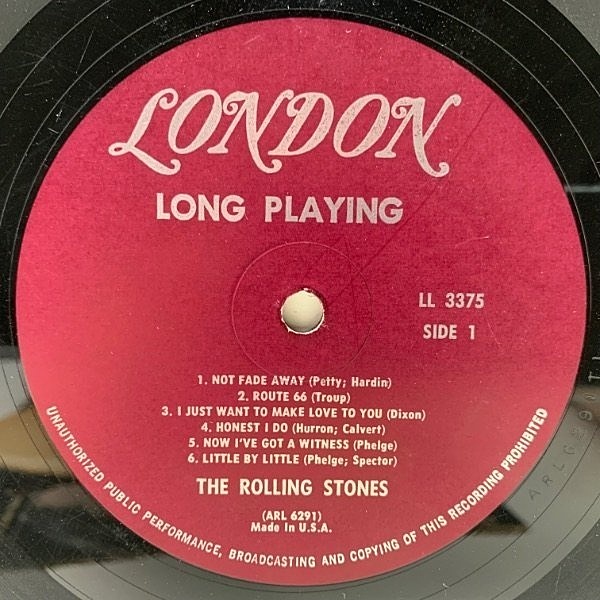 LONDON
LONG PLAYING
LL 3375
SIDE 1
1. NOT FADE AWAY (Petty; Hardin)
2. ROUTE 66 (Troup)
3. I JUST WANT TO MAKE LOVE TO YOU (Dixon)
4. HONEST I DO (Hurron; Calvert)
5. NOW I'VE GOT A WITNESS (Phelge)
6. LITTLE BY LITTLE (Phelge; Spector)
THE ROLLING STONES
(ARL 6291)
Made In U.S.A.
UNAUTHORIZED PUBLIC PERFORMANCE, BROADCASTING AND COPYING OF THIS RECORDING PROHIBITED